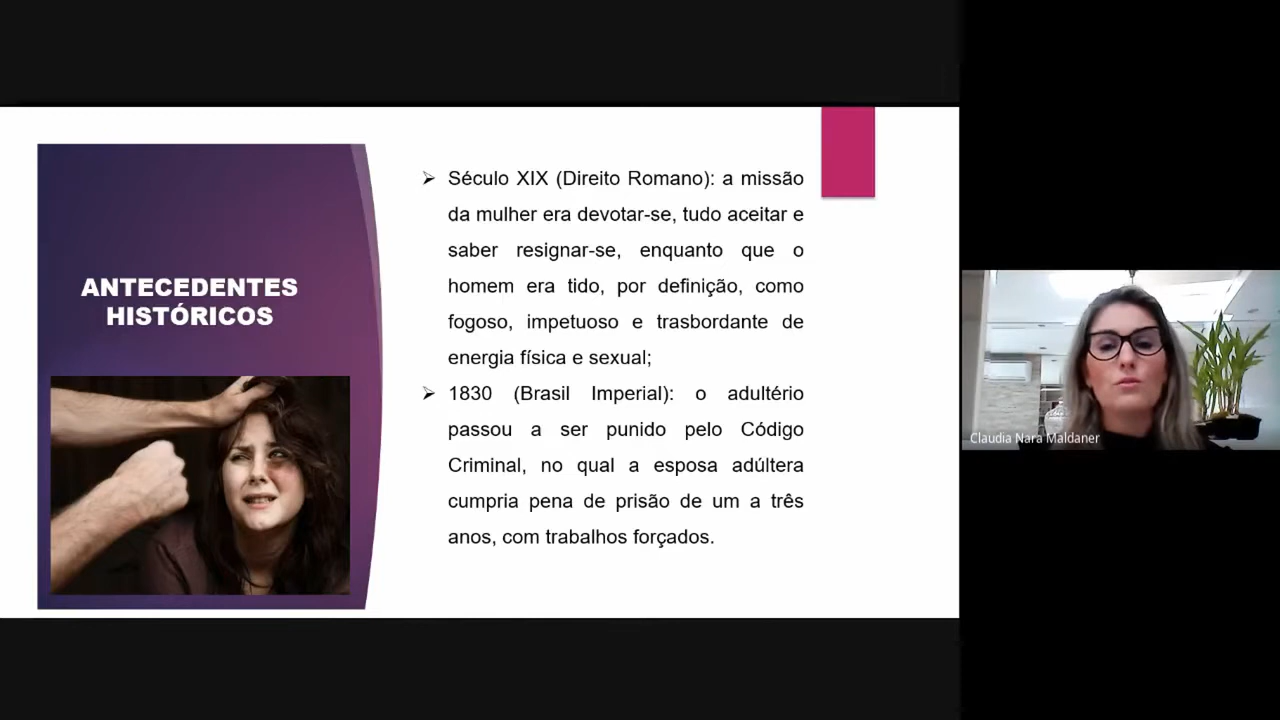 ANTECEDENTES
HISTÓRICOS
➢ Século XIX (Direito Romano): a missão
da mulher era devotar-se, tudo aceitar e
saber resignar-se, enquanto que o
homem era tido, por definição, como
fogoso, impetuoso e trasbordante de
energia física e sexual;
➢ 1830 (Brasil Imperial): o adultério
passou a ser punido pelo Código
Criminal, no qual a esposa adúltera
cumpria pena de prisão de um a três
anos, com trabalhos forçados.
Claudia Nara Maldaner